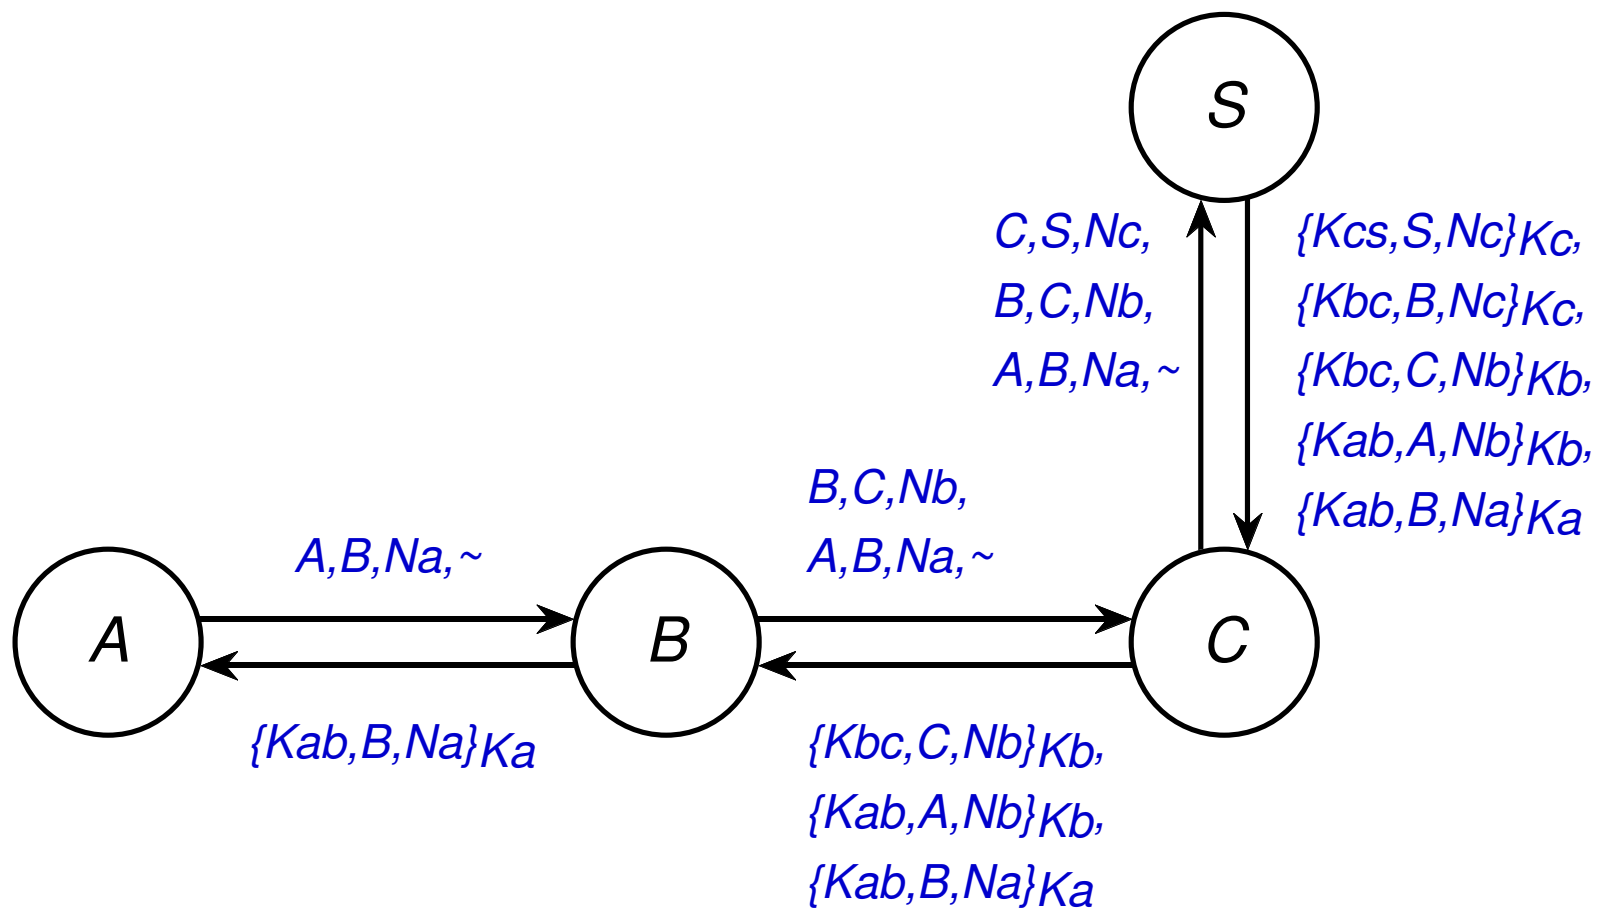 S
C,S,Nc,
B,C,Nb,
A,B,Na,~
{Kcs,S,Nc}Kc,
{Kbc,B,Nc}Kc,
{Kbc,C,Nb}Kb,
{Kab,A,Nb}Kb,
{Kab,B,Na}Ka
B,C,Nb,
A,B,Na,~
A,B,Na,~
A
B
C
{Kab,B,Na}Ka
{Kbc,C,Nb}Kb,
{Kab,A,Nb}Kb,
{Kab,B,Na}Ka